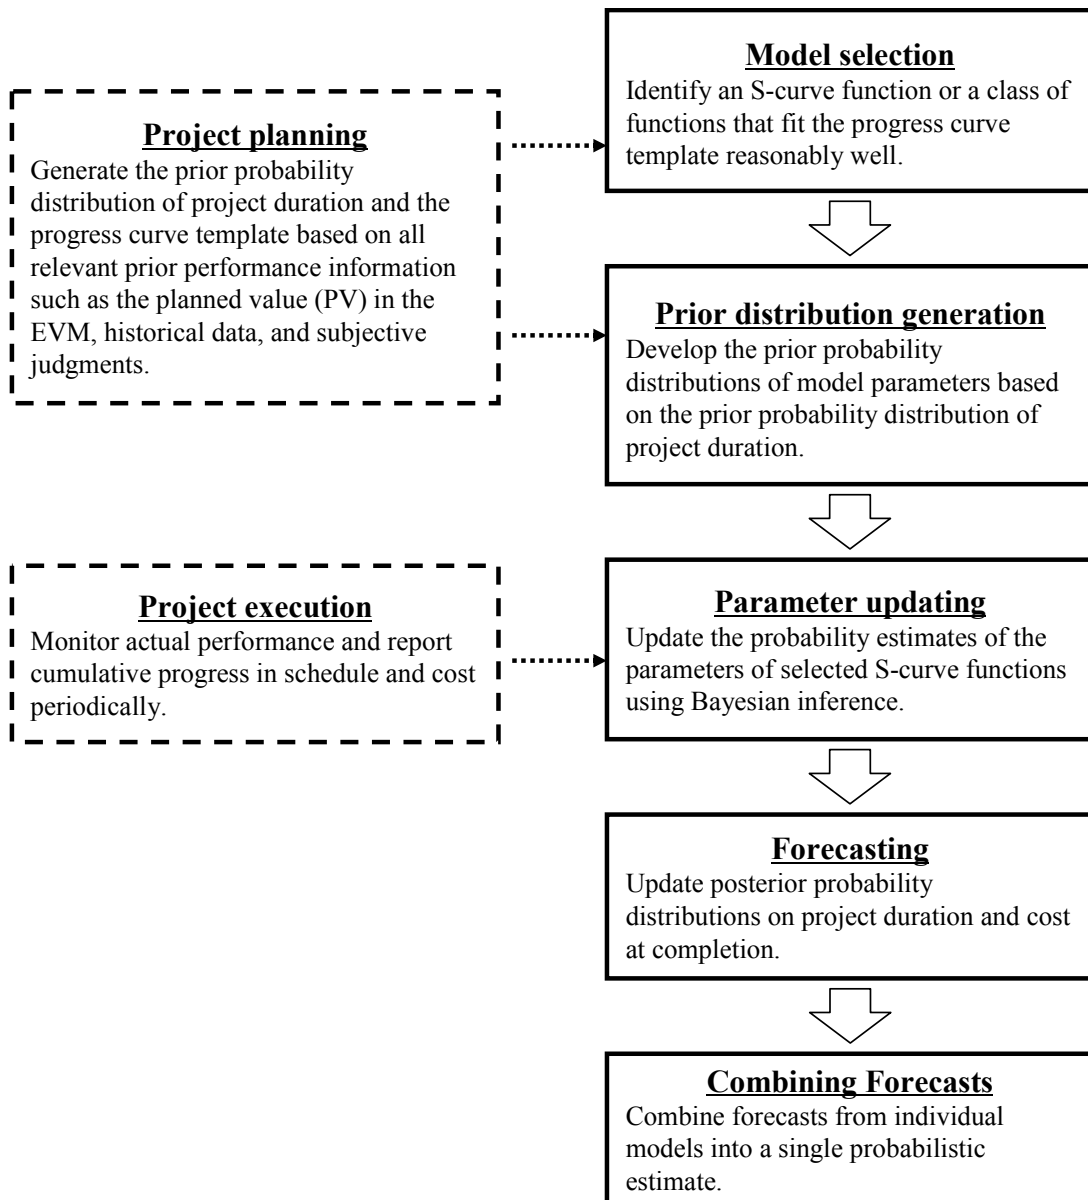 Model selection
Identify an S-curve function or a class of
functions that fit the progress curve
template reasonably well.
Project planning
Generate the prior probability
distribution of project duration and the
progress curve template based on all
relevant prior performance information
such as the planned value (PV) in the
EVM, historical data, and subjective
judgments.
Prior distribution generation
Develop the prior probability
distributions of model parameters based
on the prior probability distribution of
project duration.
Project execution
Monitor actual performance and report
cumulative progress in schedule and cost
periodically.
Parameter updating
Update the probability estimates of the
parameters of selected S-curve functions
using Bayesian inference.
Forecasting
Update posterior probability
distributions on project duration and cost
at completion.
Combining Forecasts
Combine forecasts from individual
models into a single probabilistic
estimate.